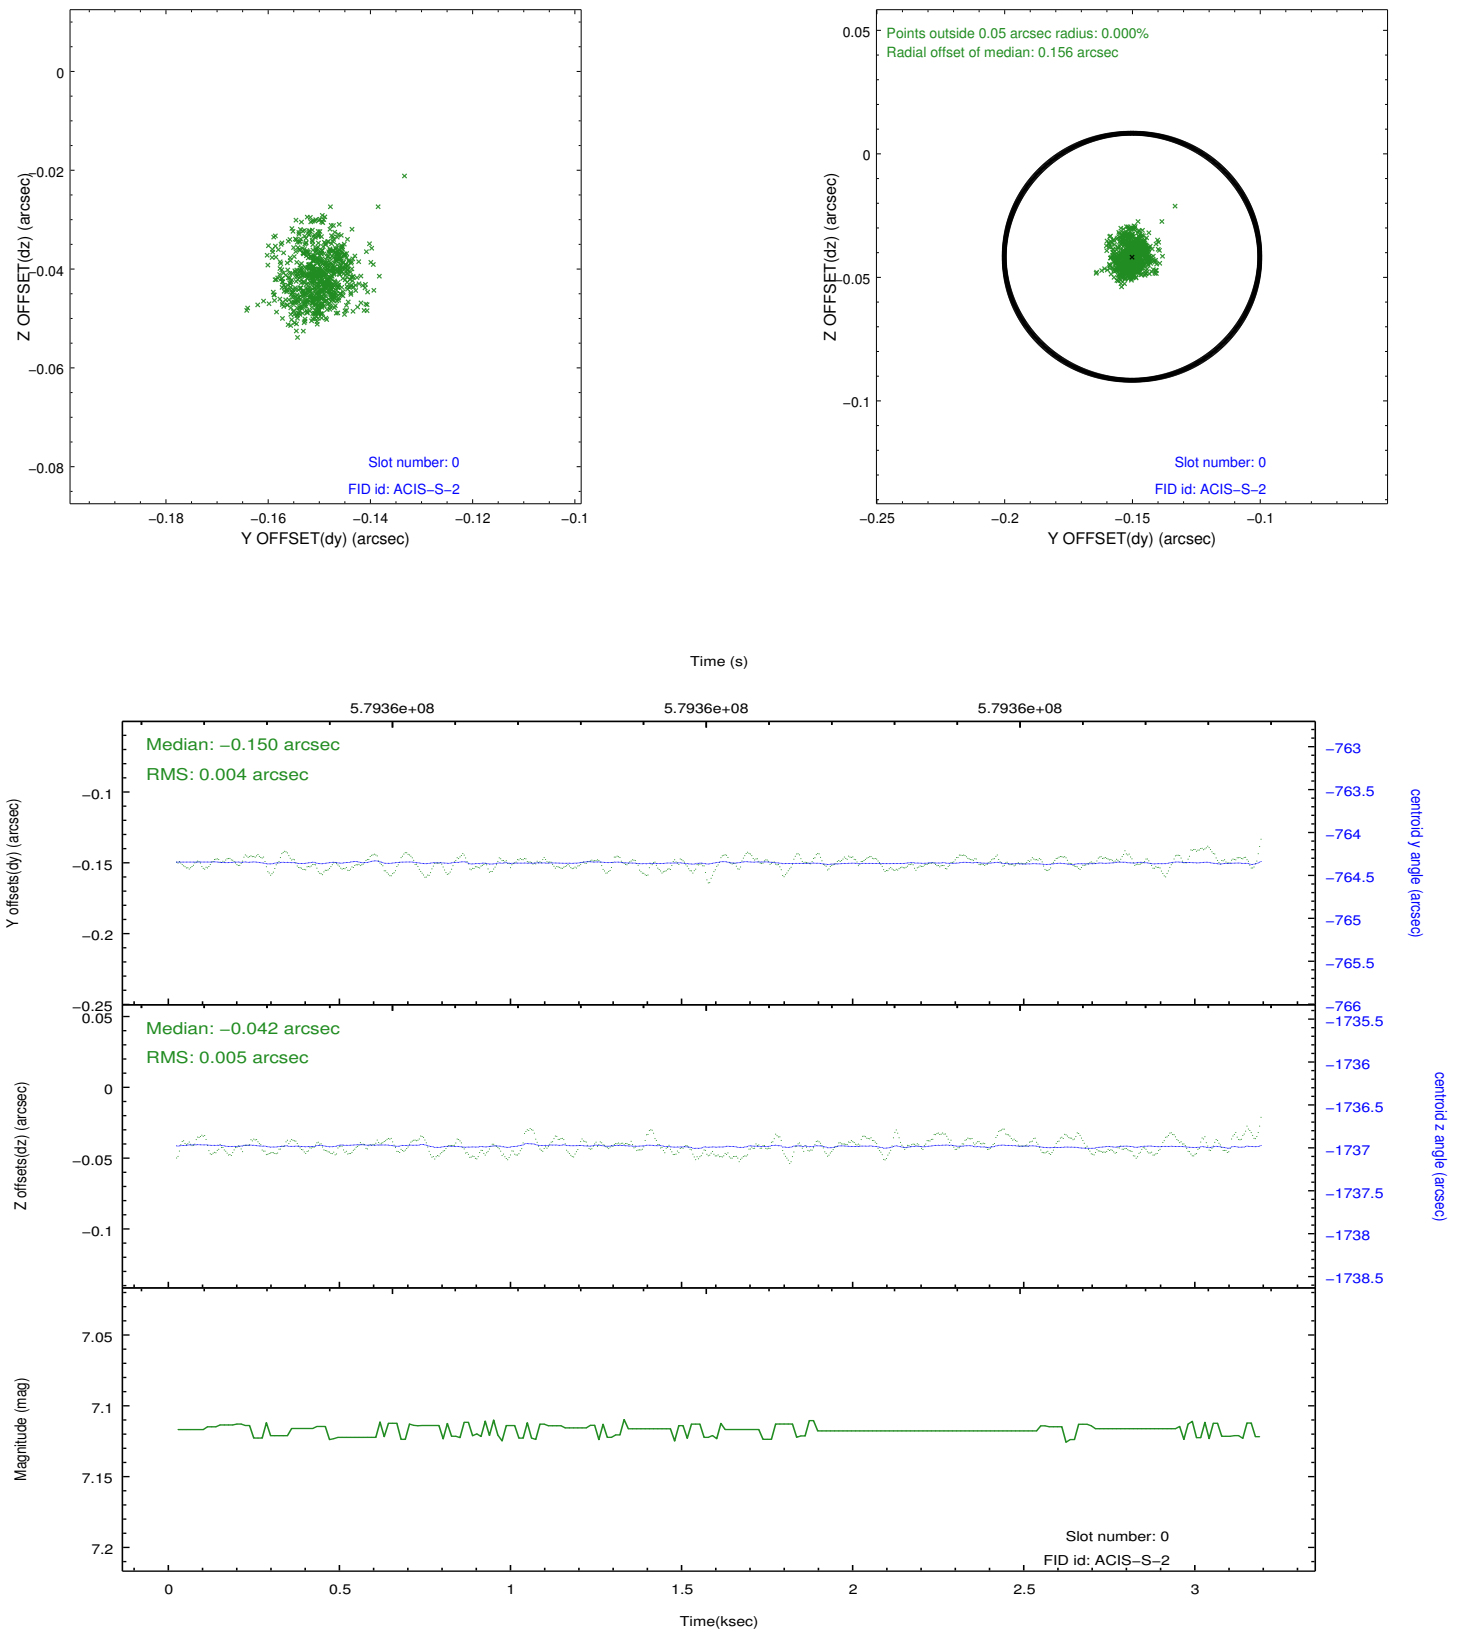 0
−0.02
−0.04
−0.06
−0.08
Z OFFSET(dz) (arcsec)
Slot number: 0
FID id: ACIS−S−2
−0.18
−0.16
−0.14
−0.12
−0.1
Y OFFSET(dy) (arcsec)
Points outside 0.05 arcsec radius: 0.000%
Radial offset of median: 0.156 arcsec
0.05
0
−0.05
−0.1
Z OFFSET(dz) (arcsec)
Slot number: 0
FID id: ACIS−S−2
−0.25
−0.2
−0.15
−0.1
Y OFFSET(dy) (arcsec)
Time (s)
5.7936e+08
5.7936e+08
5.7936e+08
Median: −0.150 arcsec
RMS: 0.004 arcsec
−0.1
−0.15
−0.2
−0.25
Y offsets(dy) (arcsec)
−763
−763.5
−764
−764.5
−765
−765.5
−766
centroid y angle (arcsec)
Median: −0.042 arcsec
RMS: 0.005 arcsec
0.05
0
−0.05
−0.1
Z offsets(dz) (arcsec)
−1735.5
−1736
−1736.5
−1737
−1737.5
−1738
−1738.5
centroid z angle (arcsec)
7.05
7.1
7.15
7.2
Magnitude (mag)
Slot number: 0
FID id: ACIS−S−2
0
0.5
1
1.5
2
2.5
3
Time(ksec)